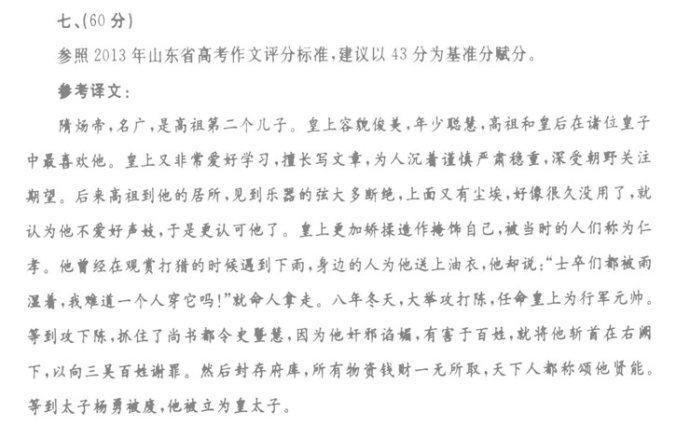 七、(60分)
参照2013年山东省高考作文评分标准,建议以43分为基准分赋分。
参考译文:
隋炀帝,名广,是高祖第二个儿子。皇上容貌俊美,年少聪慧,高祖和皇后在诸位皇子
中最喜欢他。皇上又非常爱好学习,擅长写文章,为人沉着谨慎严肃稳重,深受朝野关注
期望。后来高祖到他的居所,见到乐器的弦大多断绝,上面又有尘埃,好像很久没用了,就
认为他不爱好声妓,于是更认可他了。皇上更加矫揉造作掩饰自己,被当时的人们称为仁
孝。他曾经在观赏打猎的时候遇到下雨,身边的人为他送上油衣,他却说:“士卒们都被雨
湿着,我难道一个人穿它吗!”就命人拿走。八年冬天,大举攻打陈,任命皇上为行军元帅。
等到攻下陈,抓住了尚书都令史暨慧,因为他奸邪谄媚,有害于百姓,就将他斩首在右阙
下,以向三吴百姓谢罪。然后封存府库,所有物资钱财一无所取,天下人都称颂他贤能。
等到太子杨勇被废,他被立为皇太子。